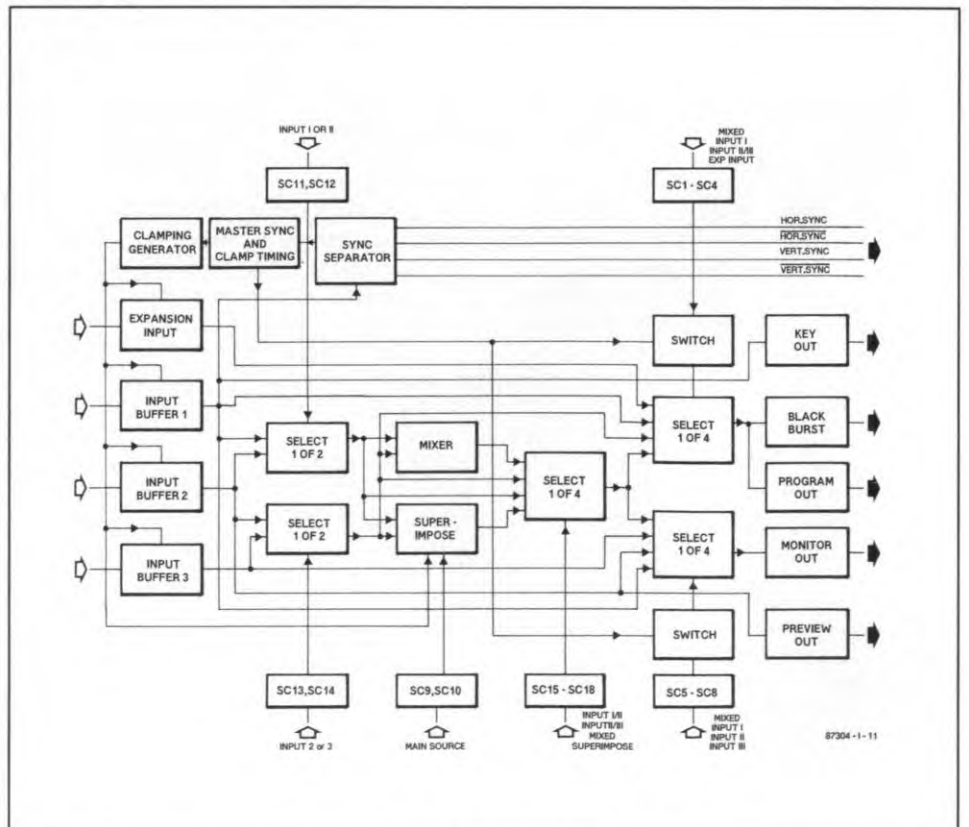 INPUT I OR II
MIXED
INPUT I
INPUT II/III
EXP INPUT
SC11,SC12
SC1 - SC4
CLAMPING
GENERATOR
MASTER SYNC
AND
CLAMP TIMING
SYNC
SEPARATOR
HOR.SYNC
HOR.SYNC
VERT.SYNC
VERT.SYNC
EXPANSION
INPUT
SWITCH
KEY
OUT
INPUT
BUFFER 1
SELECT
1 OF 2
MIXER
SELECT
1 OF 4
BLACK
BURST
INPUT
BUFFER 2
SELECT
1 OF 4
PROGRAM
OUT
SELECT
1 OF 2
SUPER -
IMPOSE
SELECT
1 OF 4
MONITOR
OUT
INPUT
BUFFER 3
SWITCH
PREVIEW
OUT
SC13,SC14
SC9,SC10
SC15 - SC18
SC5 - SC8
INPUT 2 or 3
MAIN SOURCE
INPUT I/II
INPUTII/III
MIXED
SUPERIMPOSE
MIXED
INPUT I
INPUT II
INPUT III
87304 - I - 11